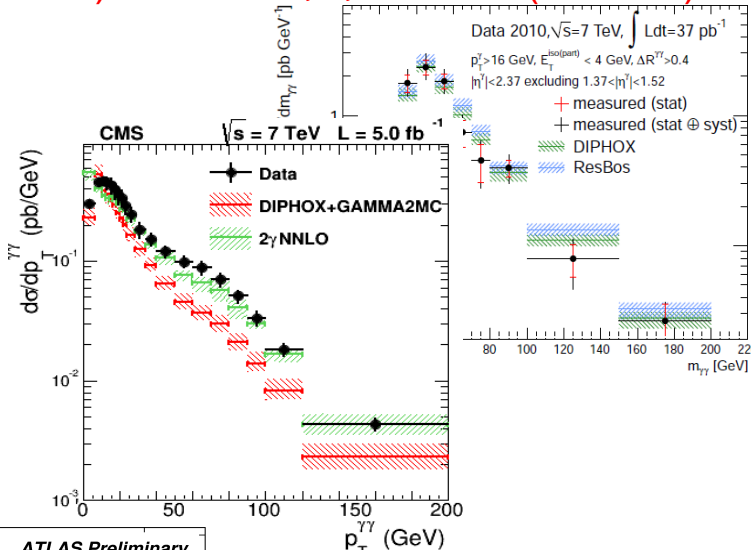 Data 2010, √s=7 TeV, ∫ Ldt=37 pb⁻¹
p_T^γ>16 GeV, E_T^iso(part) < 4 GeV, ΔR^γγ>0.4
|η^γ|<2.37 excluding 1.37<|η^γ|<1.52
measured (stat)
measured (stat ⊕ syst)
DIPHOX
ResBos
dm_γγ [pb GeV⁻¹]
1
80 100 120 140 160 180 200 22
m_γγ [GeV]
CMS √s = 7 TeV L = 5.0 fb⁻¹
Data
DIPHOX+GAMMA2MC
2γNNLO
dσ/dp_T^γγ (pb/GeV)
10⁻¹
10⁻²
10⁻³
0 50 100 150 200
p_T^γγ (GeV)
ATLAS Preliminary